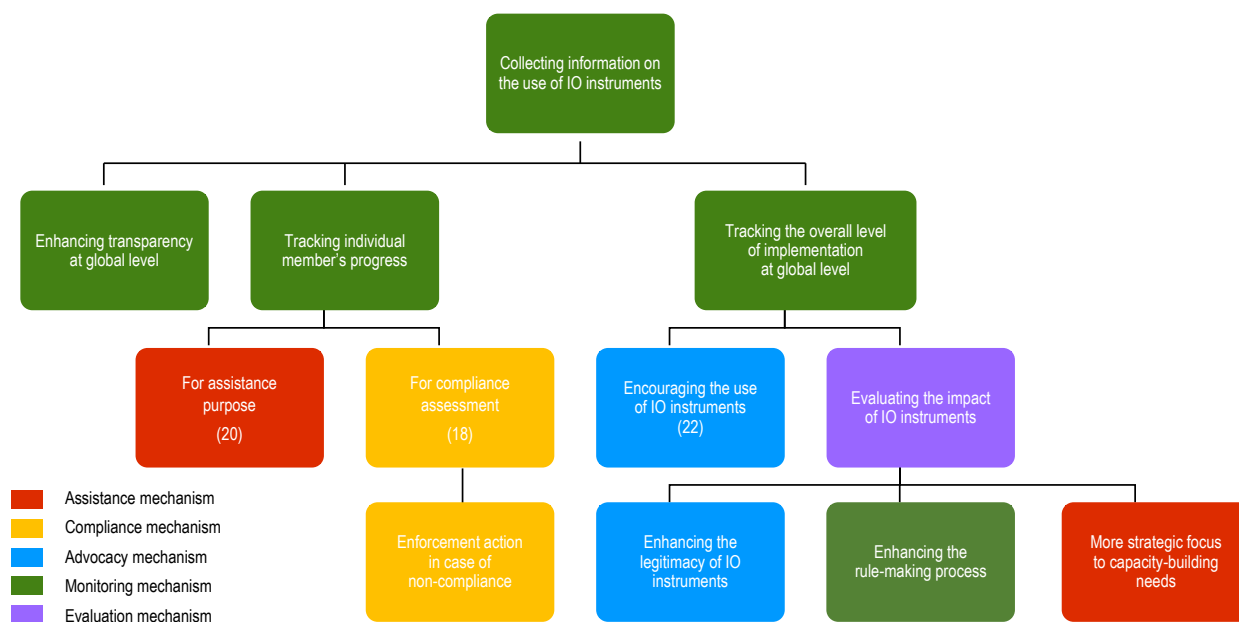 Collecting information on
the use of IO instruments
Enhancing transparency
at global level
Tracking individual
member's progress
Tracking the overall level
of implementation
at global level
For assistance
purpose
(20)
For compliance
assessment
(18)
Encouraging the use
of IO instruments
(22)
Evaluating the impact
of IO instruments
Enforcement action
in case of
non-compliance
Enhancing the
legitimacy of IO
instruments
Enhancing the
rule-making process
More strategic focus
to capacity-building
needs
Assistance mechanism
Compliance mechanism
Advocacy mechanism
Monitoring mechanism
Evaluation mechanism